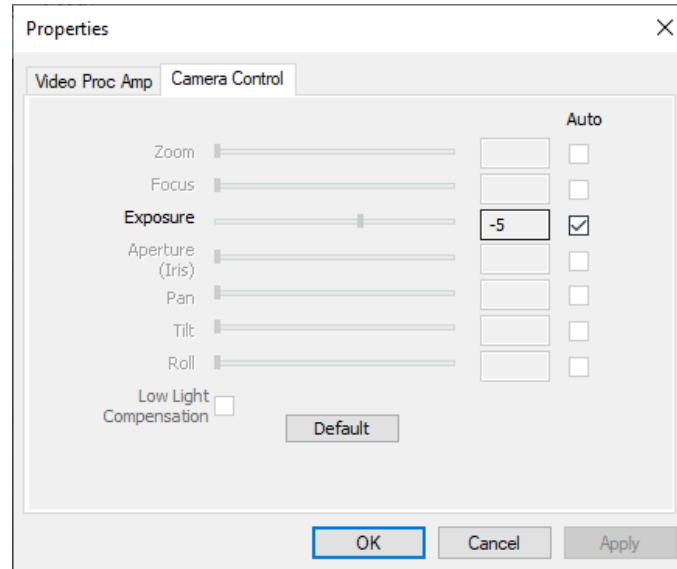 Properties
Video Proc Amp
Camera Control
Auto
Zoom
Focus
Exposure
-5
Aperture
(Iris)
Pan
Tilt
Roll
Low Light
Compensation
Default
OK
Cancel
Apply